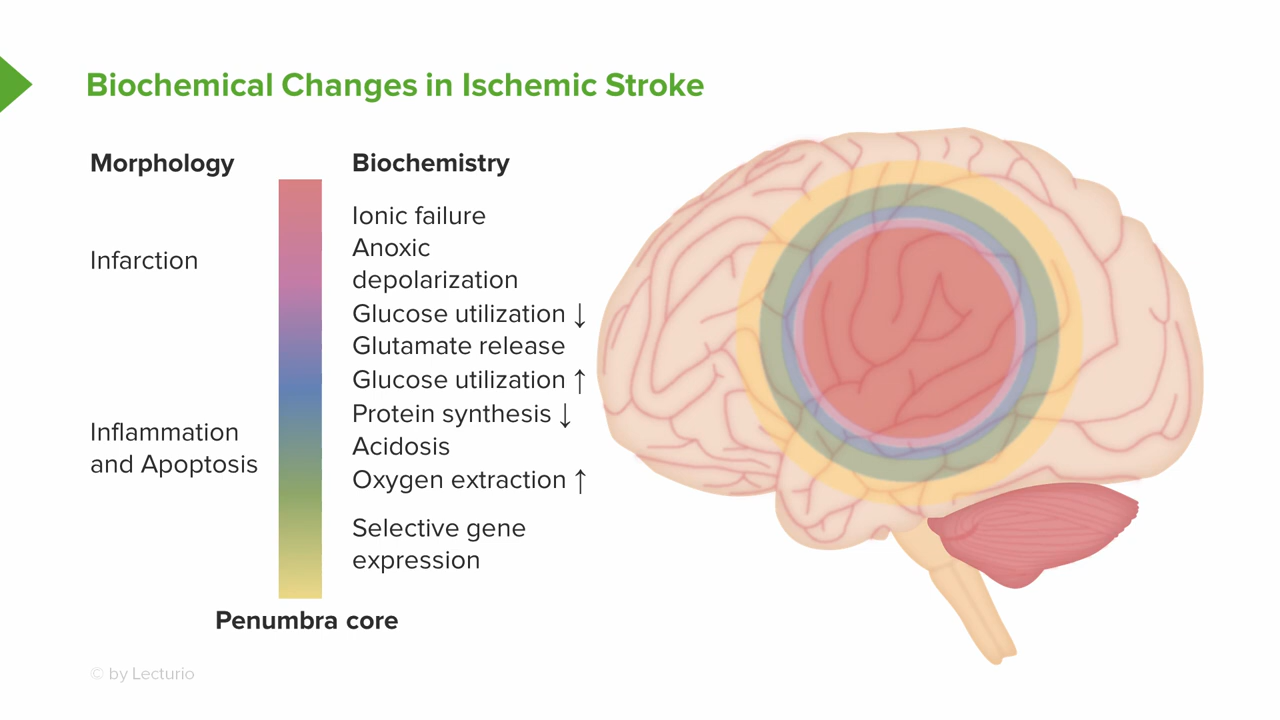 Biochemical Changes in Ischemic Stroke
Morphology
Biochemistry
Infarction
Inflammation
and Apoptosis
Ionic failure
Anoxic
depolarization
Glucose utilization ↓
Glutamate release
Glucose utilization ↑
Protein synthesis ↓
Acidosis
Oxygen extraction ↑
Selective gene
expression
Penumbra core
© by Lecturio